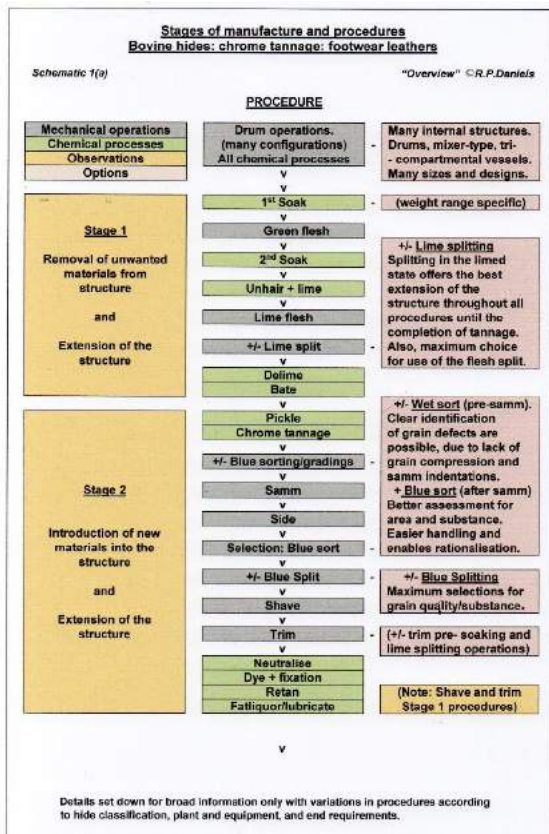 Stages of manufacture and procedures
Bovine hides: chrome tannage: footwear leathers
Schematic 1(a)
"Overview" ©R.P.Daniels
PROCEDURE
Mechanical operations
Chemical processes
Observations
Options
Drum operations.
(many configurations)
All chemical processes
-
Many internal structures.
Drums, mixer-type, tri-
- compartmental vessels.
Many sizes and designs.
v
v
Stage 1
Removal of unwanted
materials from
structure
and
Extension of the
structure
1st Soak
-
(weight range specific)
v
Green flesh
v
2nd Soak
v
Unhair + lime
v
Lime flesh
v
+/- Lime split
-
v
Delime
Bate
v
+/- Lime splitting
Splitting in the limed
state offers the best
extension of the
structure throughout all
procedures until the
completion of tannage.
Also, maximum choice
for use of the flesh split.
Stage 2
Introduction of new
materials into the
structure
and
Extension of the
structure
Pickle
Chrome tannage
v
+/- Blue sorting/gradings
-
v
Samm
v
Side
v
Selection: Blue sort
-
v
+/- Wet sort (pre-samm).
Clear identification
of grain defects are
possible, due to lack of
grain compression and
samm indentations.
+ Blue sort (after samm)
Better assessment for
area and substance.
Easier handling and
enables rationalisation.
+/- Blue Split
-
v
Shave
v
+/- Blue Splitting
Maximum selections for
grain quality/substance.
Trim
-
v
(+/- trim pre- soaking and
lime splitting operations)
Neutralise
Dye + fixation
Retan
Fatliquor/lubricate
(Note: Shave and trim
Stage 1 procedures)
v
Details set down for broad information only with variations in procedures according
to hide classification, plant and equipment, and end requirements.